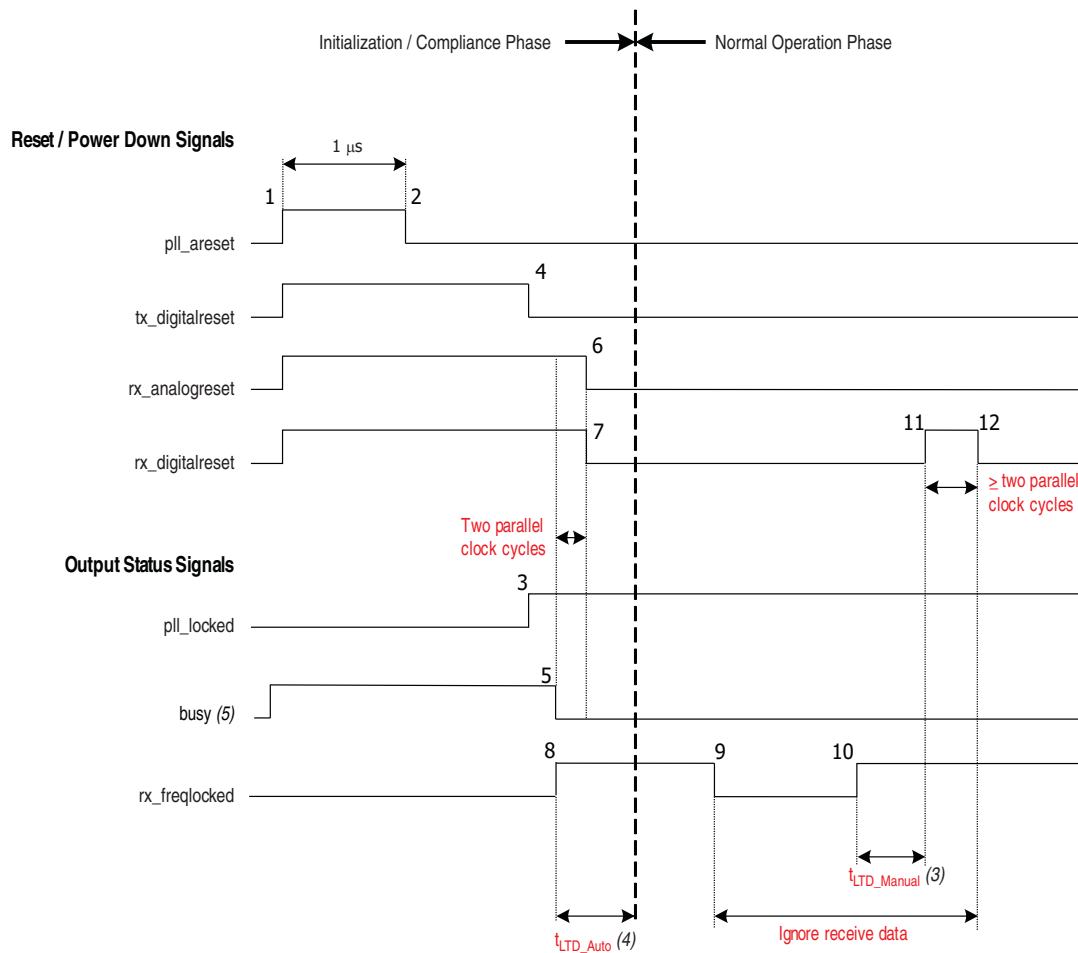 Initialization / Compliance Phase
Normal Operation Phase
Reset / Power Down Signals
1 μs
1
2
pll_areset
4
tx_digitalreset
6
rx_analogreset
7
11
12
rx_digitalreset
≥ two parallel
clock cycles
Two parallel
clock cycles
Output Status Signals
3
pll_locked
5
busy (5)
8
9
10
rx_freqlocked
tLTD_Manual (3)
tLTD_Auto (4)
Ignore receive data